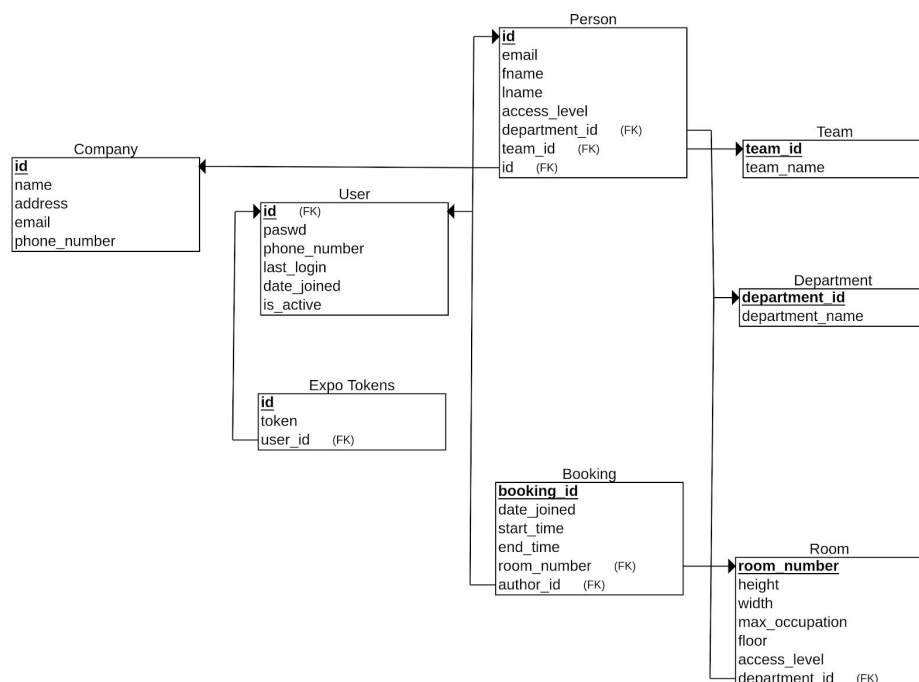 Person
id
email
fname
lname
access_level
department_id (FK)
team_id (FK)
id (FK)
Company
id
name
address
email
phone_number
Team
team_id
team_name
User
id (FK)
paswd
phone_number
last_login
date_joined
is_active
Department
department_id
department_name
Expo Tokens
id
token
user_id (FK)
Booking
booking_id
date_joined
start_time
end_time
room_number (FK)
author_id (FK)
Room
room_number
height
width
max_occupation
floor
access_level
department_id (FK)